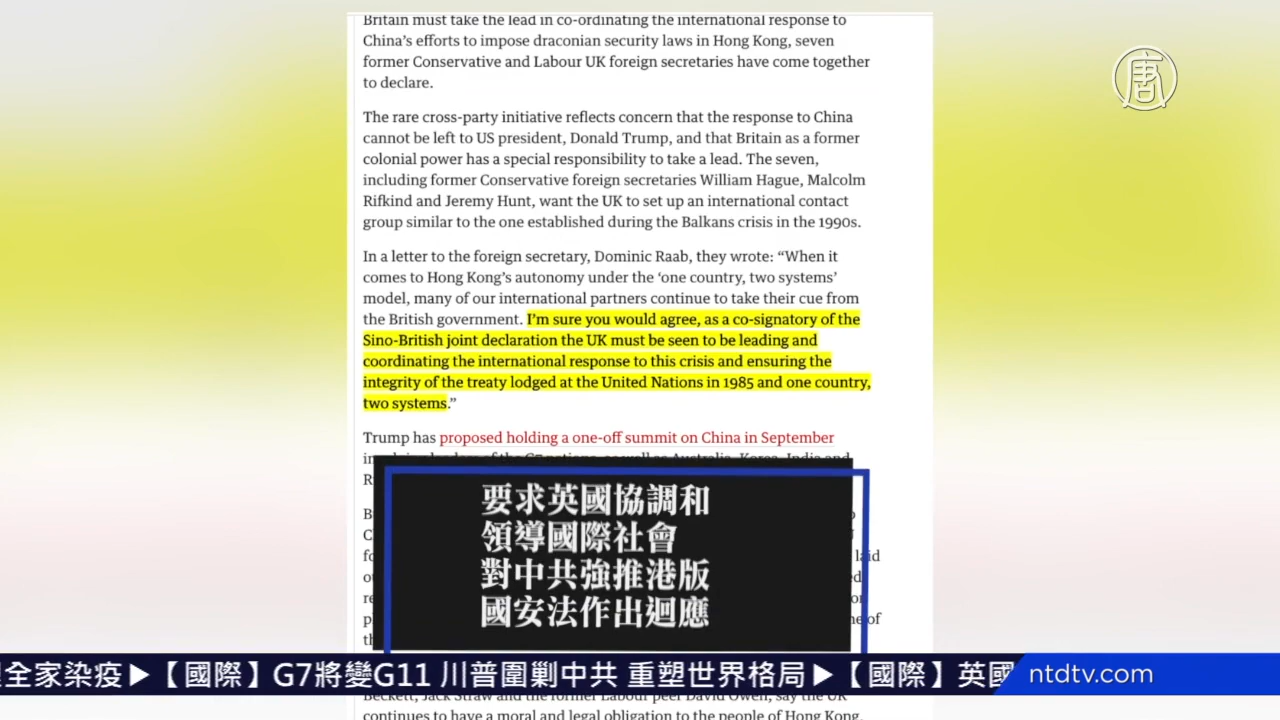 Britain must take the lead in co-ordinating the international response to
China’s efforts to impose draconian security laws in Hong Kong, seven
former Conservative and Labour UK foreign secretaries have come together
to declare.
The rare cross-party initiative reflects concern that the response to China
cannot be left to US president, Donald Trump, and that Britain as a former
colonial power has a special responsibility to take a lead. The seven,
including former Conservative foreign secretaries William Hague, Malcolm
Rifkind and Jeremy Hunt, want the UK to set up an international contact
group similar to the one established during the Balkans crisis in the 1990s.
In a letter to the foreign secretary, Dominic Raab, they wrote: “When it
comes to Hong Kong’s autonomy under the ‘one country, two systems’
model, many of our international partners continue to take their cue from
the British government. I’m sure you would agree, as a co-signatory of the
Sino-British joint declaration the UK must be seen to be leading and
coordinating the international response to this crisis and ensuring the
integrity of the treaty lodged at the United Nations in 1985 and one country,
two systems.”
Trump has proposed holding a one-off summit on China in September
要求英國協調和
領導國際社會
對中共強推港版
國安法作出迴應
全家染疫▶【國際】G7將變G11 川普圍剿中共 重塑世界格局▶【國際】英國
ntdtv.com
Beckett, Jack Straw and the former Labour peer David Owen, say the UK
continues to have a moral and legal obligation to the people of Hong Kong.
唐